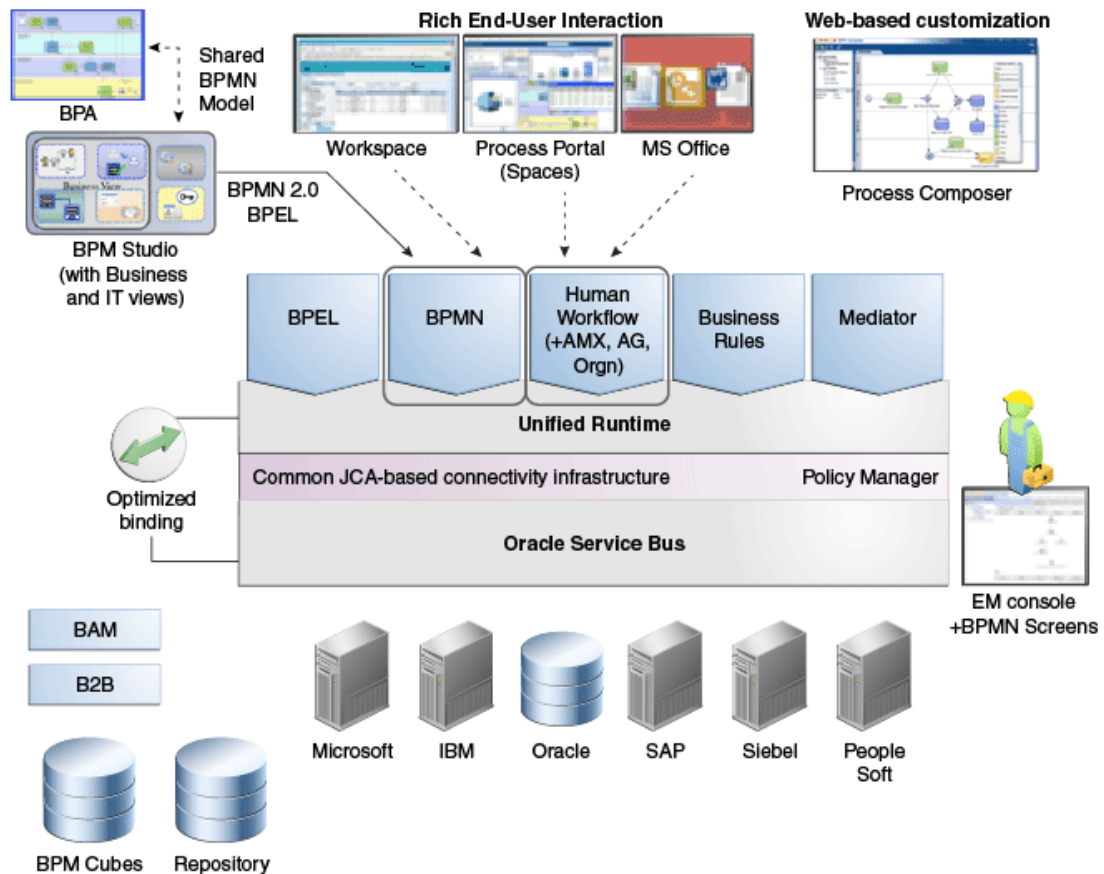 Rich End-User Interaction
Web-based customization
Shared
BPMN
Model
BPA
Workspace
Process Portal
(Spaces)
MS Office
Process Composer
Business View
BPMN 2.0
BPEL
BPM Studio
(with Business
and IT views)
BPEL
BPMN
Human
Workflow
(+AMX, AG,
Orgn)
Business
Rules
Mediator
Unified Runtime
Common JCA-based connectivity infrastructure
Policy Manager
Optimized
binding
Oracle Service Bus
EM console
+BPMN Screens
BAM
B2B
Microsoft
IBM
Oracle
SAP
Siebel
People
Soft
BPM Cubes
Repository